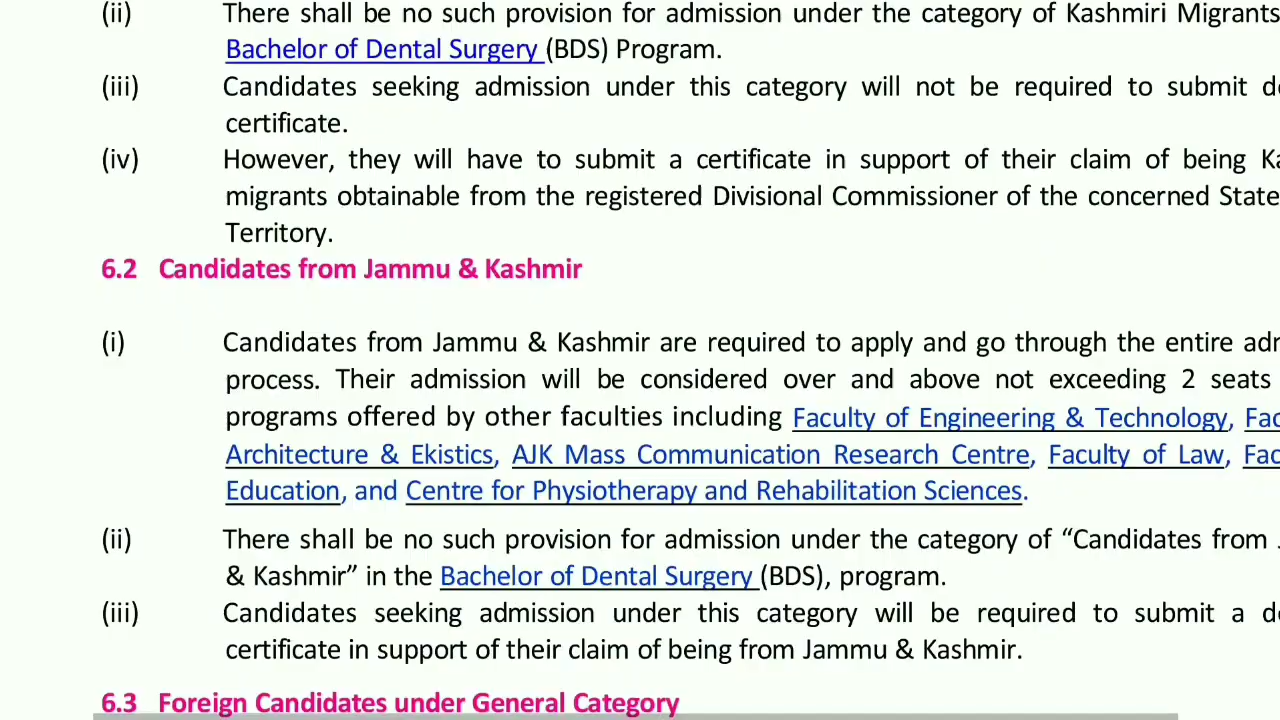 (ii) There shall be no such provision for admission under the category of Kashmiri Migrants
Bachelor of Dental Surgery (BDS) Program.
(iii) Candidates seeking admission under this category will not be required to submit
certificate.
(iv) However, they will have to submit a certificate in support of their claim of being
migrants obtainable from the registered Divisional Commissioner of the concerned State
Territory.
6.2 Candidates from Jammu & Kashmir
(i) Candidates from Jammu & Kashmir are required to apply and go through the entire
process. Their admission will be considered over and above not exceeding 2 seats
programs offered by other faculties including Faculty of Engineering & Technology,
Architecture & Ekistics, AJK Mass Communication Research Centre, Faculty of Law,
Education, and Centre for Physiotherapy and Rehabilitation Sciences.
(ii) There shall be no such provision for admission under the category of “Candidates from
& Kashmir” in the Bachelor of Dental Surgery (BDS), program.
(iii) Candidates seeking admission under this category will be required to submit a
certificate in support of their claim of being from Jammu & Kashmir.
6.3 Foreign Candidates under General Category